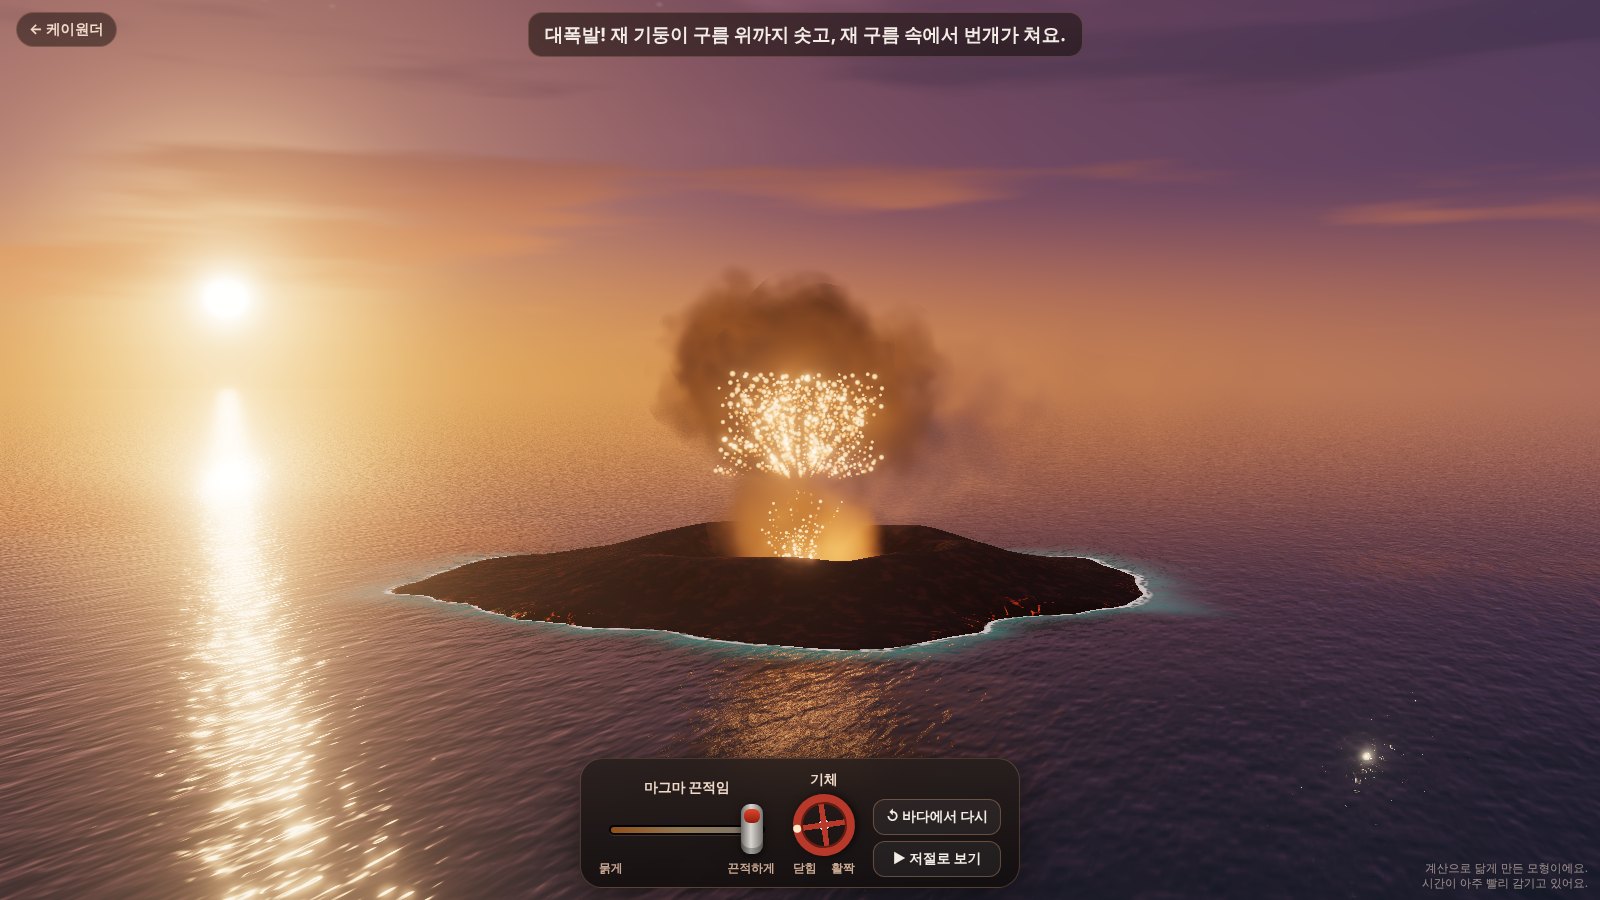 ← 케이원더
대폭발! 재 기둥이 구름 위까지 솟고, 재 구름 속에서 번개가 쳐요.
마그마 끈적임
묽게
끈적하게
기체
닫힘
활짝
바다에서 다시
▶ 저절로 보기
계산으로 닮게 만든 모형이에요.
시간이 아주 빨리 감기고 있어요.